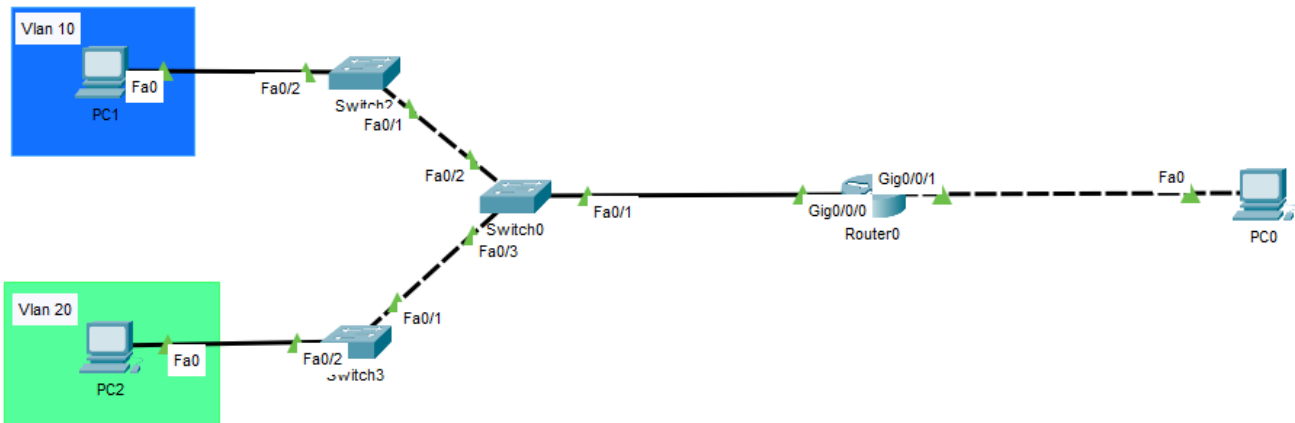 Vlan 10
PC1
Fa0
Fa0/2
Switch2
Fa0/1
Fa0/2
Switch0
Fa0/1
Fa0/3
Gig0/0/0
Gig0/0/1
Router0
Fa0
PC0
Vlan 20
PC2
Fa0
Fa0/2
Fa0/1
Switch3